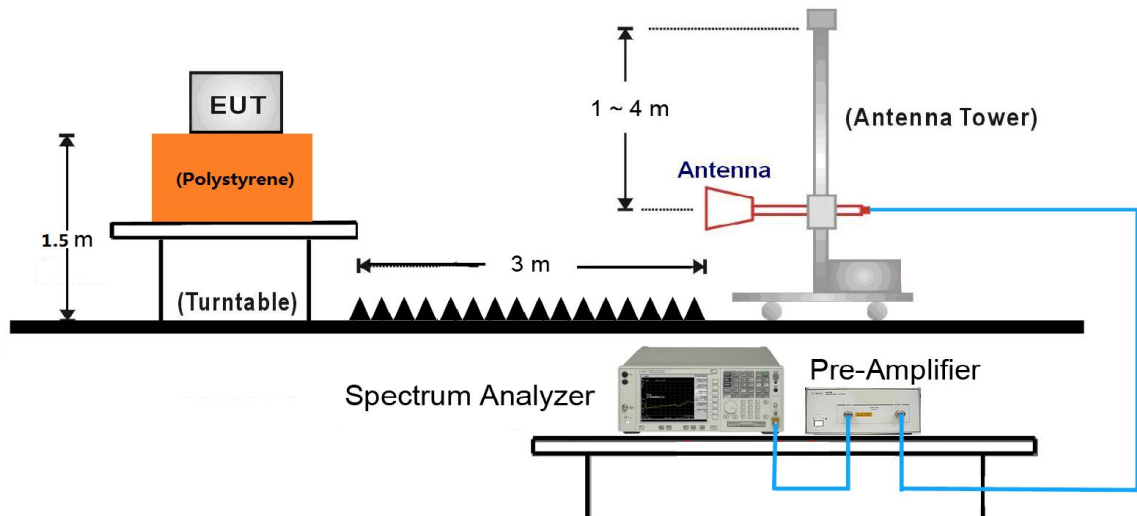 EUT
1 ~ 4 m
(Antenna Tower)
(Polystyrene)
Antenna
1.5 m
3 m
(Turntable)
Spectrum Analyzer
Pre-Amplifier